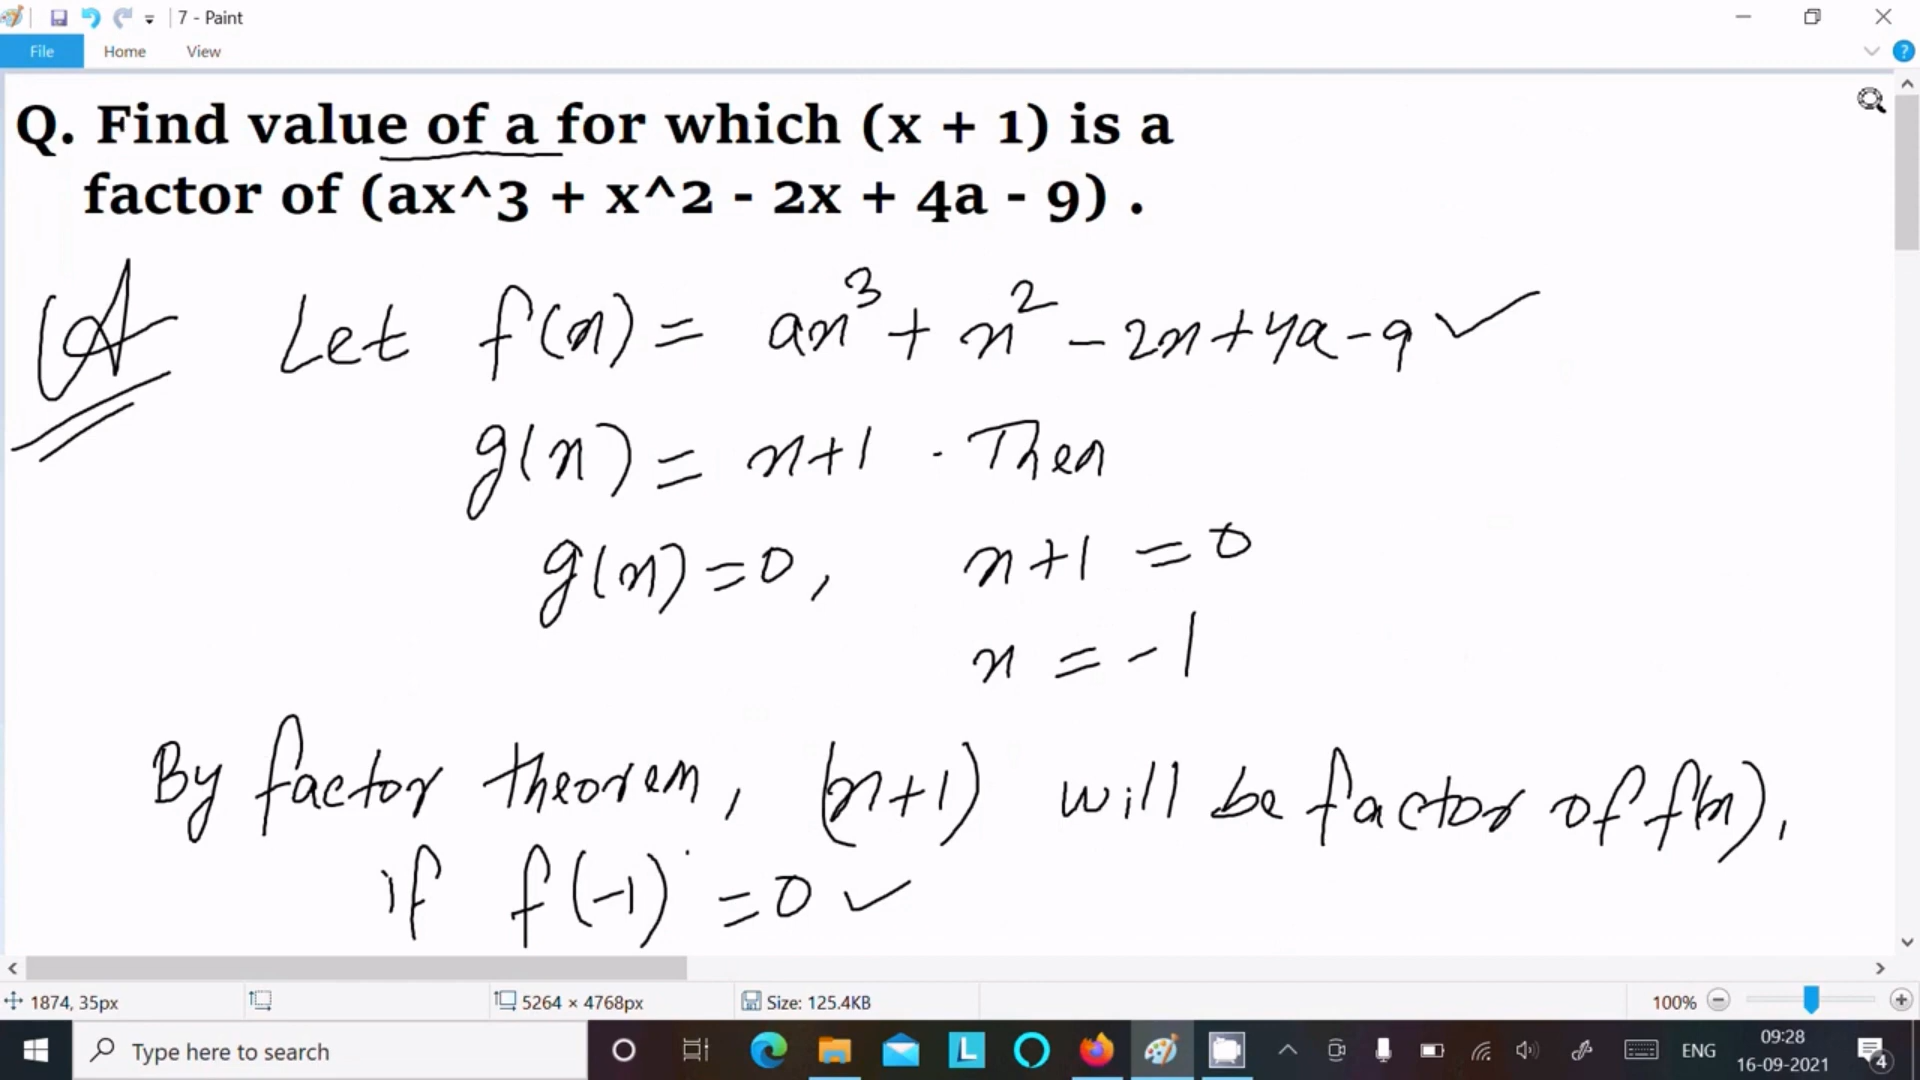 7 - Paint
File Home View
Q. Find value of a for which (x + 1) is a
factor of (ax^3 + x^2 - 2x + 4a - 9) .
(A) Let f(x) = ax³ + x² - 2x + 4a - 9 ✓
g(x) = x+1 . Then
g(x) = 0, x+1 = 0
x = -1
By factor theorem, (x+1) will be factor of f(x),
if f(-1) = 0 ✓
1874, 35px 5264 × 4768px Size: 125.4KB 100%
Type here to search
L
ENG
09:28
16-09-2021
4